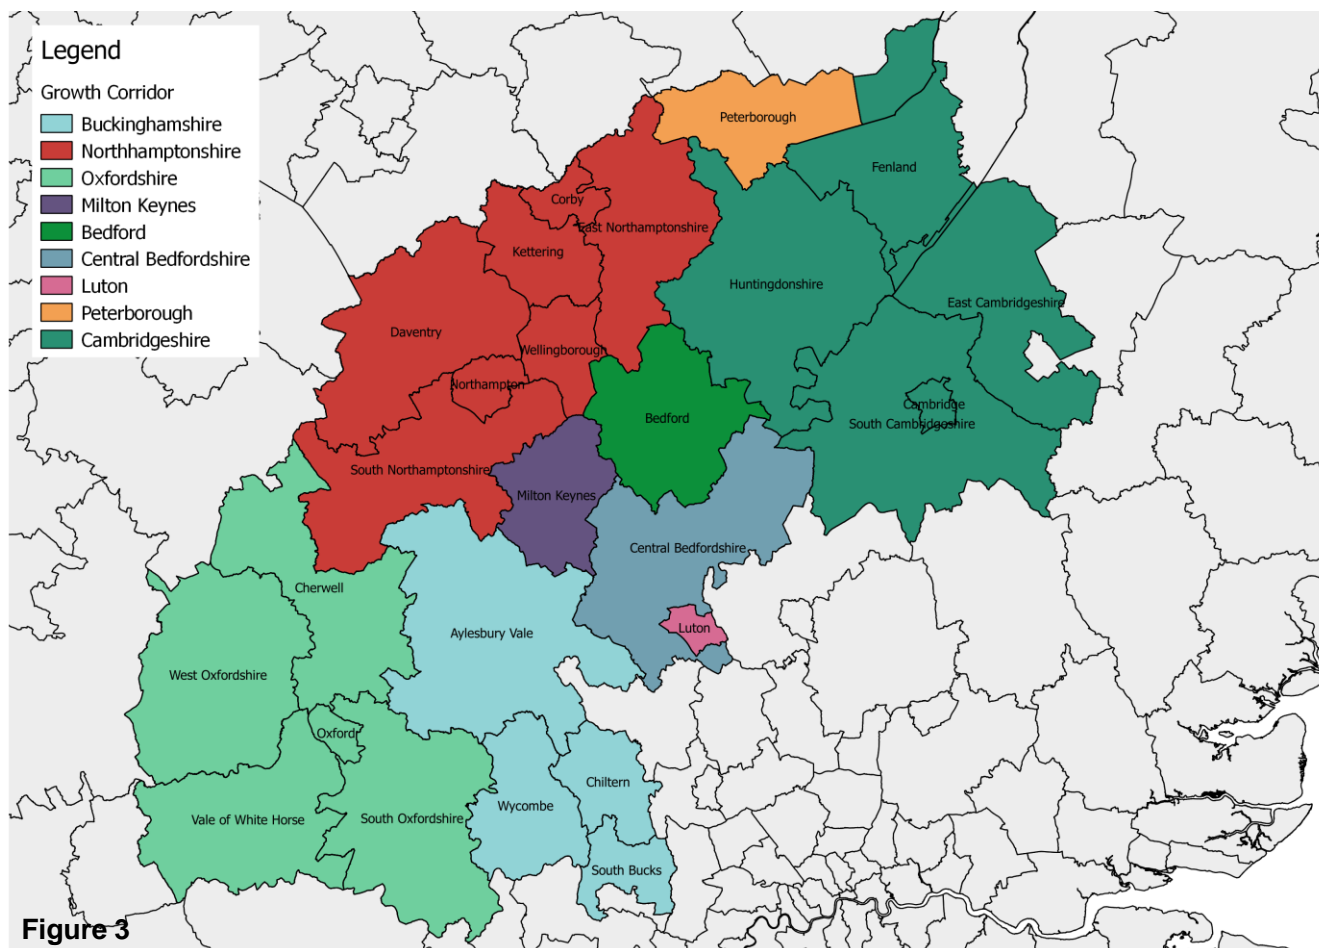 Legend
Growth Corridor
Buckinghamshire
Northhamptonshire
Oxfordshire
Milton Keynes
Bedford
Central Bedfordshire
Luton
Peterborough
Cambridgeshire
Peterborough
Fenland
Corby
East Northamptonshire
Kettering
Huntingdonshire
East Cambridgeshire
Daventry
Wellingborough
Northampton
Cambridge
Bedford
South Cambridgeshire
South Northamptonshire
Milton Keynes
Central Bedfordshire
Cherwell
Luton
Aylesbury Vale
West Oxfordshire
Oxford
Chiltern
Wycombe
Vale of White Horse
South Oxfordshire
South Bucks
Figure 3